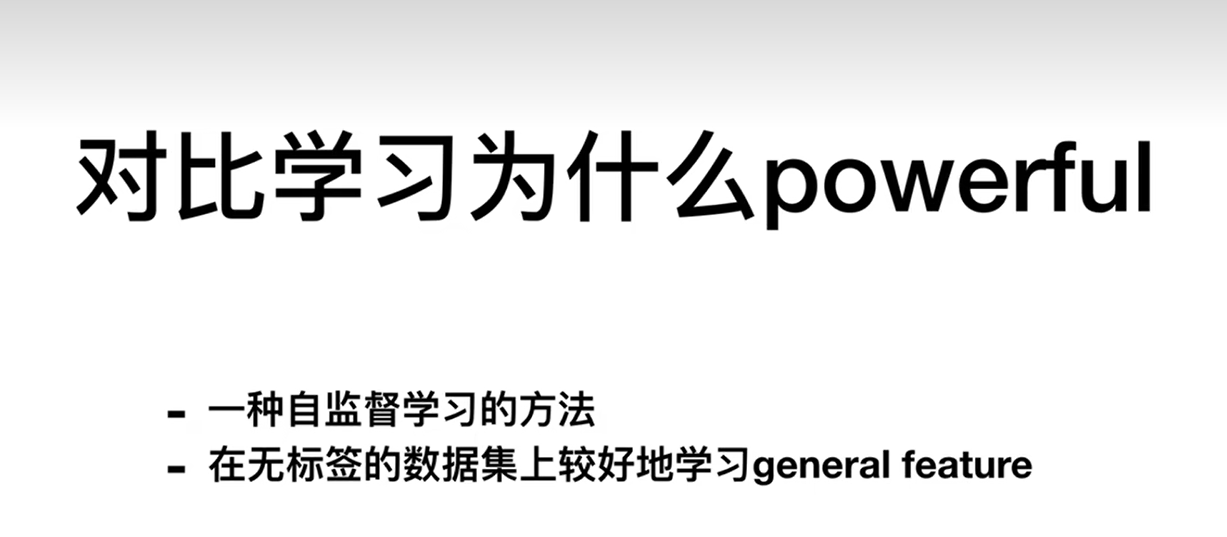 对比学习为什么powerful
- 一种自监督学习的方法
- 在无标签的数据集上较好地学习general feature